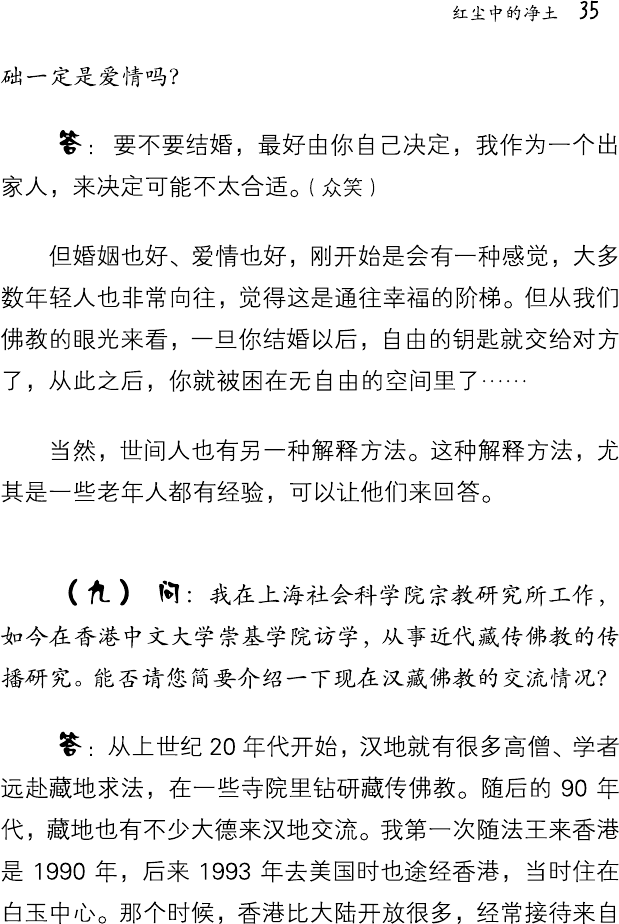 红尘中的净土 35
础一定是爱情吗？
答：要不要结婚，最好由你自己决定，我作为一个出
家人，来决定可能不太合适。（众笑）
但婚姻也好、爱情也好，刚开始是会有一种感觉，大多
数年轻人也非常向往，觉得这是通往幸福的阶梯。但从我们
佛教的眼光来看，一旦你结婚以后，自由的钥匙就交给对方
了，从此之后，你就被困在无自由的空间里了……
当然，世间人也有另一种解释方法。这种解释方法，尤
其是一些老年人都有经验，可以让他们来回答。
（九） 问：我在上海社会科学院宗教研究所工作，
如今在香港中文大学崇基学院访学，从事近代藏传佛教的传
播研究。能否请您简要介绍一下现在汉藏佛教的交流情况？
答：从上世纪 20 年代开始，汉地就有很多高僧、学者
远赴藏地求法，在一些寺院里钻研藏传佛教。随后的 90 年
代，藏地也有不少大德来汉地交流。我第一次随法王来香港
是 1990 年，后来 1993 年去美国时也途经香港，当时住在
白玉中心。那个时候，香港比大陆开放很多，经常接待来自